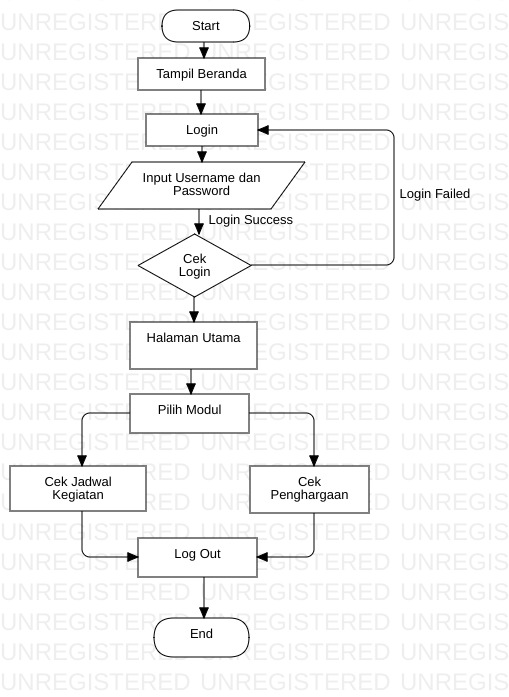 Start
Tampil Beranda
Login
Input Username dan
Password
Login Success
Login Failed
Cek
Login
Halaman Utama
Pilih Modul
Cek Jadwal
Kegiatan
Cek
Penghargaan
Log Out
End
UNREGISTERED